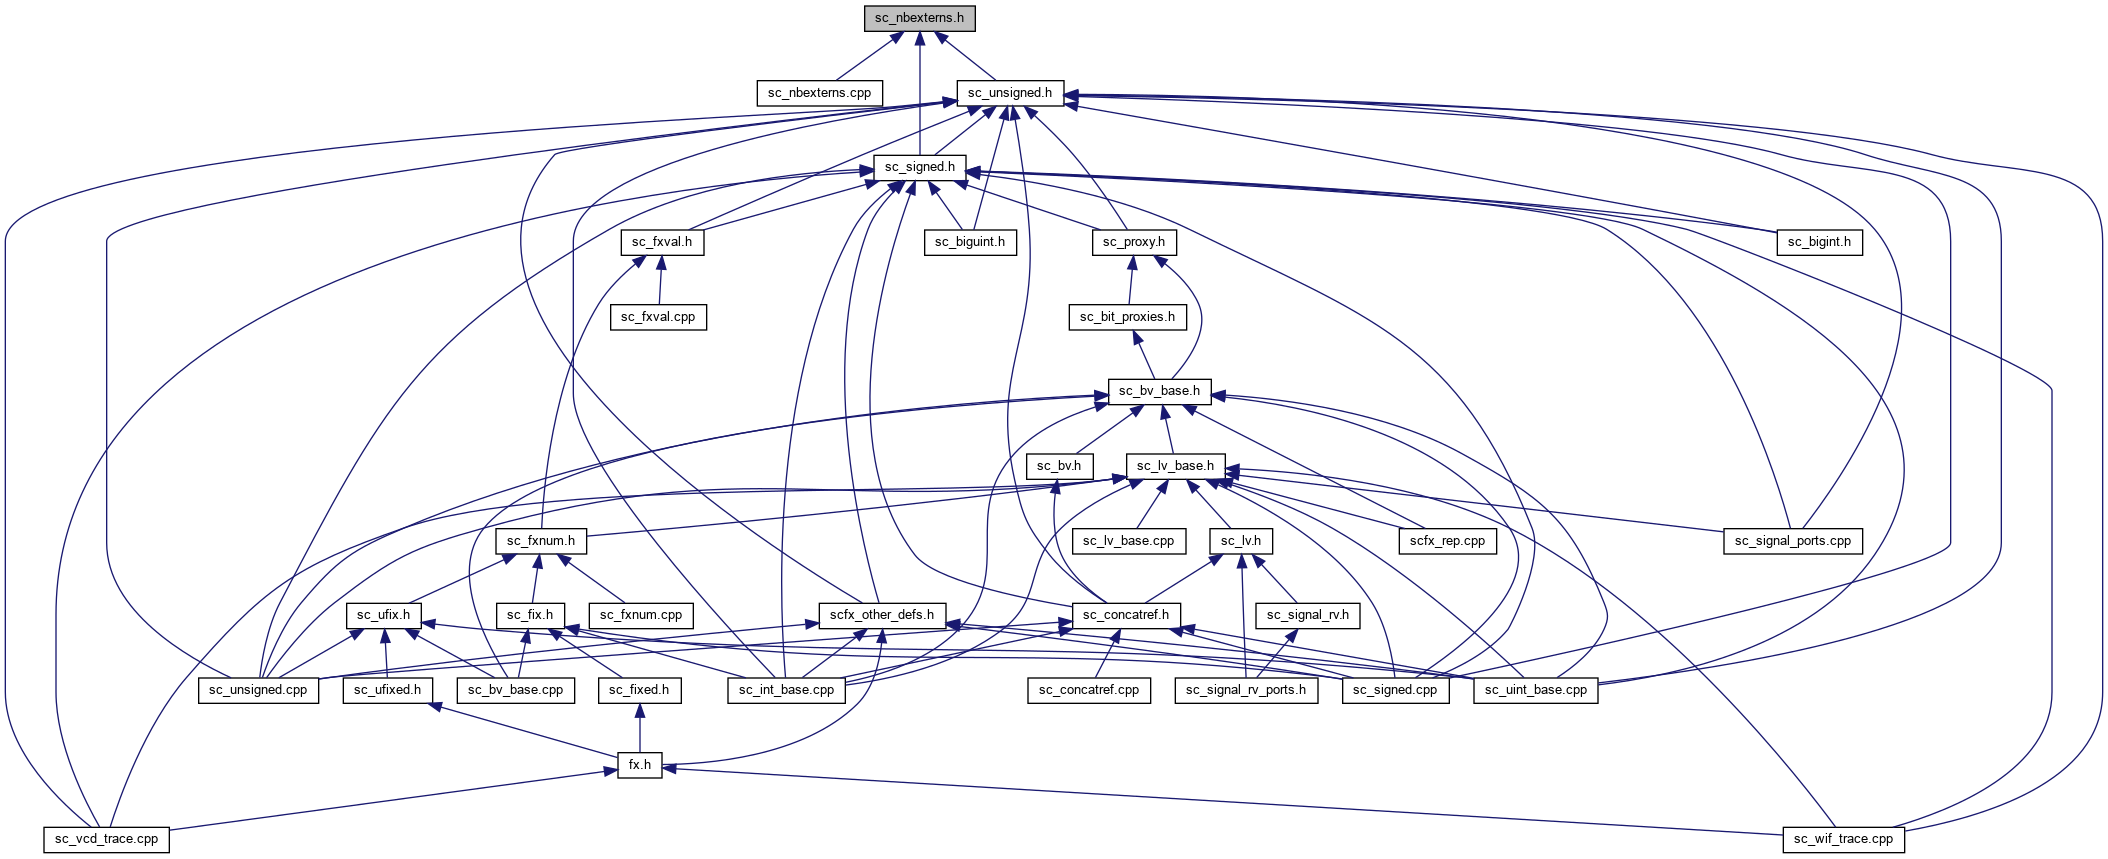 sc_nbexterns.h
sc_nbexterns.cpp
sc_unsigned.h
sc_signed.h
sc_fxval.h
sc_biguint.h
sc_proxy.h
sc_bigint.h
sc_fxval.cpp
sc_bit_proxies.h
sc_bv_base.h
sc_bv.h
sc_lv_base.h
sc_fxnum.h
sc_lv_base.cpp
sc_lv.h
scfx_rep.cpp
sc_signal_ports.cpp
sc_ufix.h
sc_fix.h
sc_fxnum.cpp
scfx_other_defs.h
sc_concatref.h
sc_signal_rv.h
sc_unsigned.cpp
sc_ufixed.h
sc_bv_base.cpp
sc_fixed.h
sc_int_base.cpp
sc_concatref.cpp
sc_signal_rv_ports.h
sc_signed.cpp
sc_uint_base.cpp
fx.h
sc_vcd_trace.cpp
sc_wif_trace.cpp